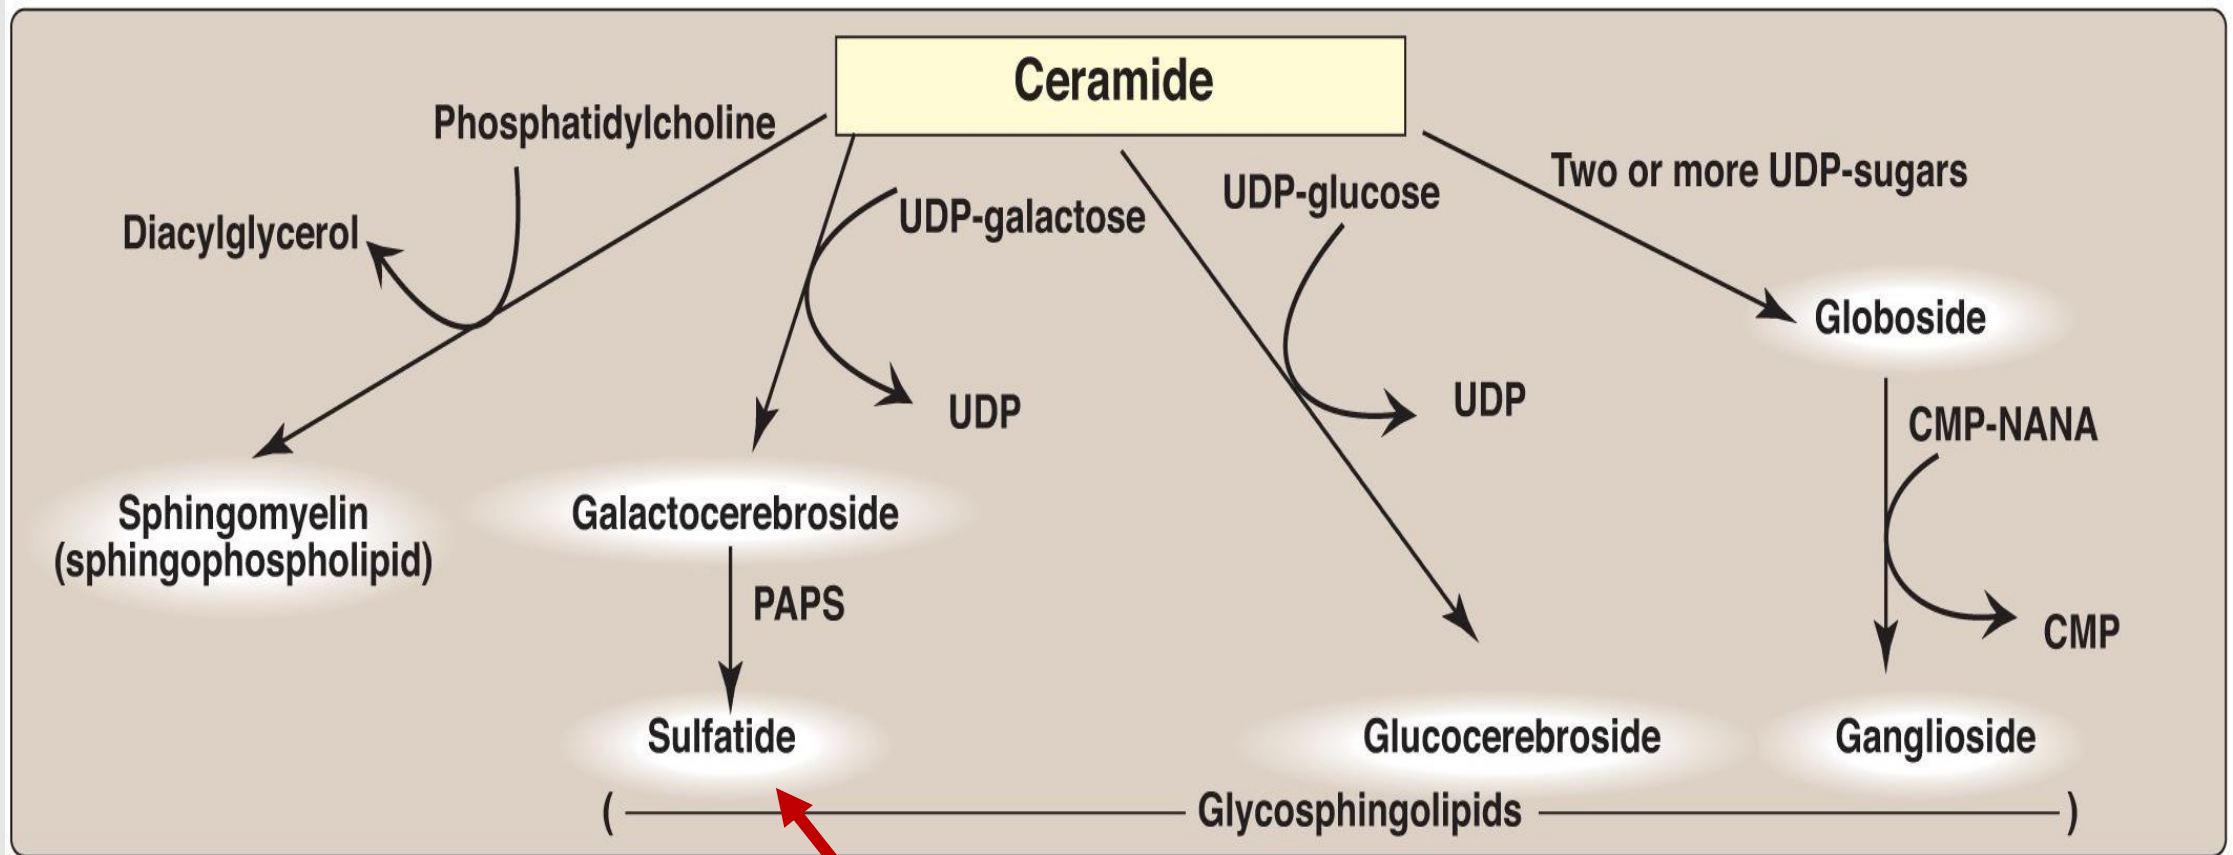 Ceramide
Phosphatidylcholine
Two or more UDP-sugars
UDP-glucose
UDP-galactose
Diacylglycerol
Globoside
UDP
UDP
CMP-NANA
Sphingomyelin
(sphingophospholipid)
Galactocerebroside
PAPS
CMP
Sulfatide
Glucocerebroside
Ganglioside
( Glycosphingolipids )